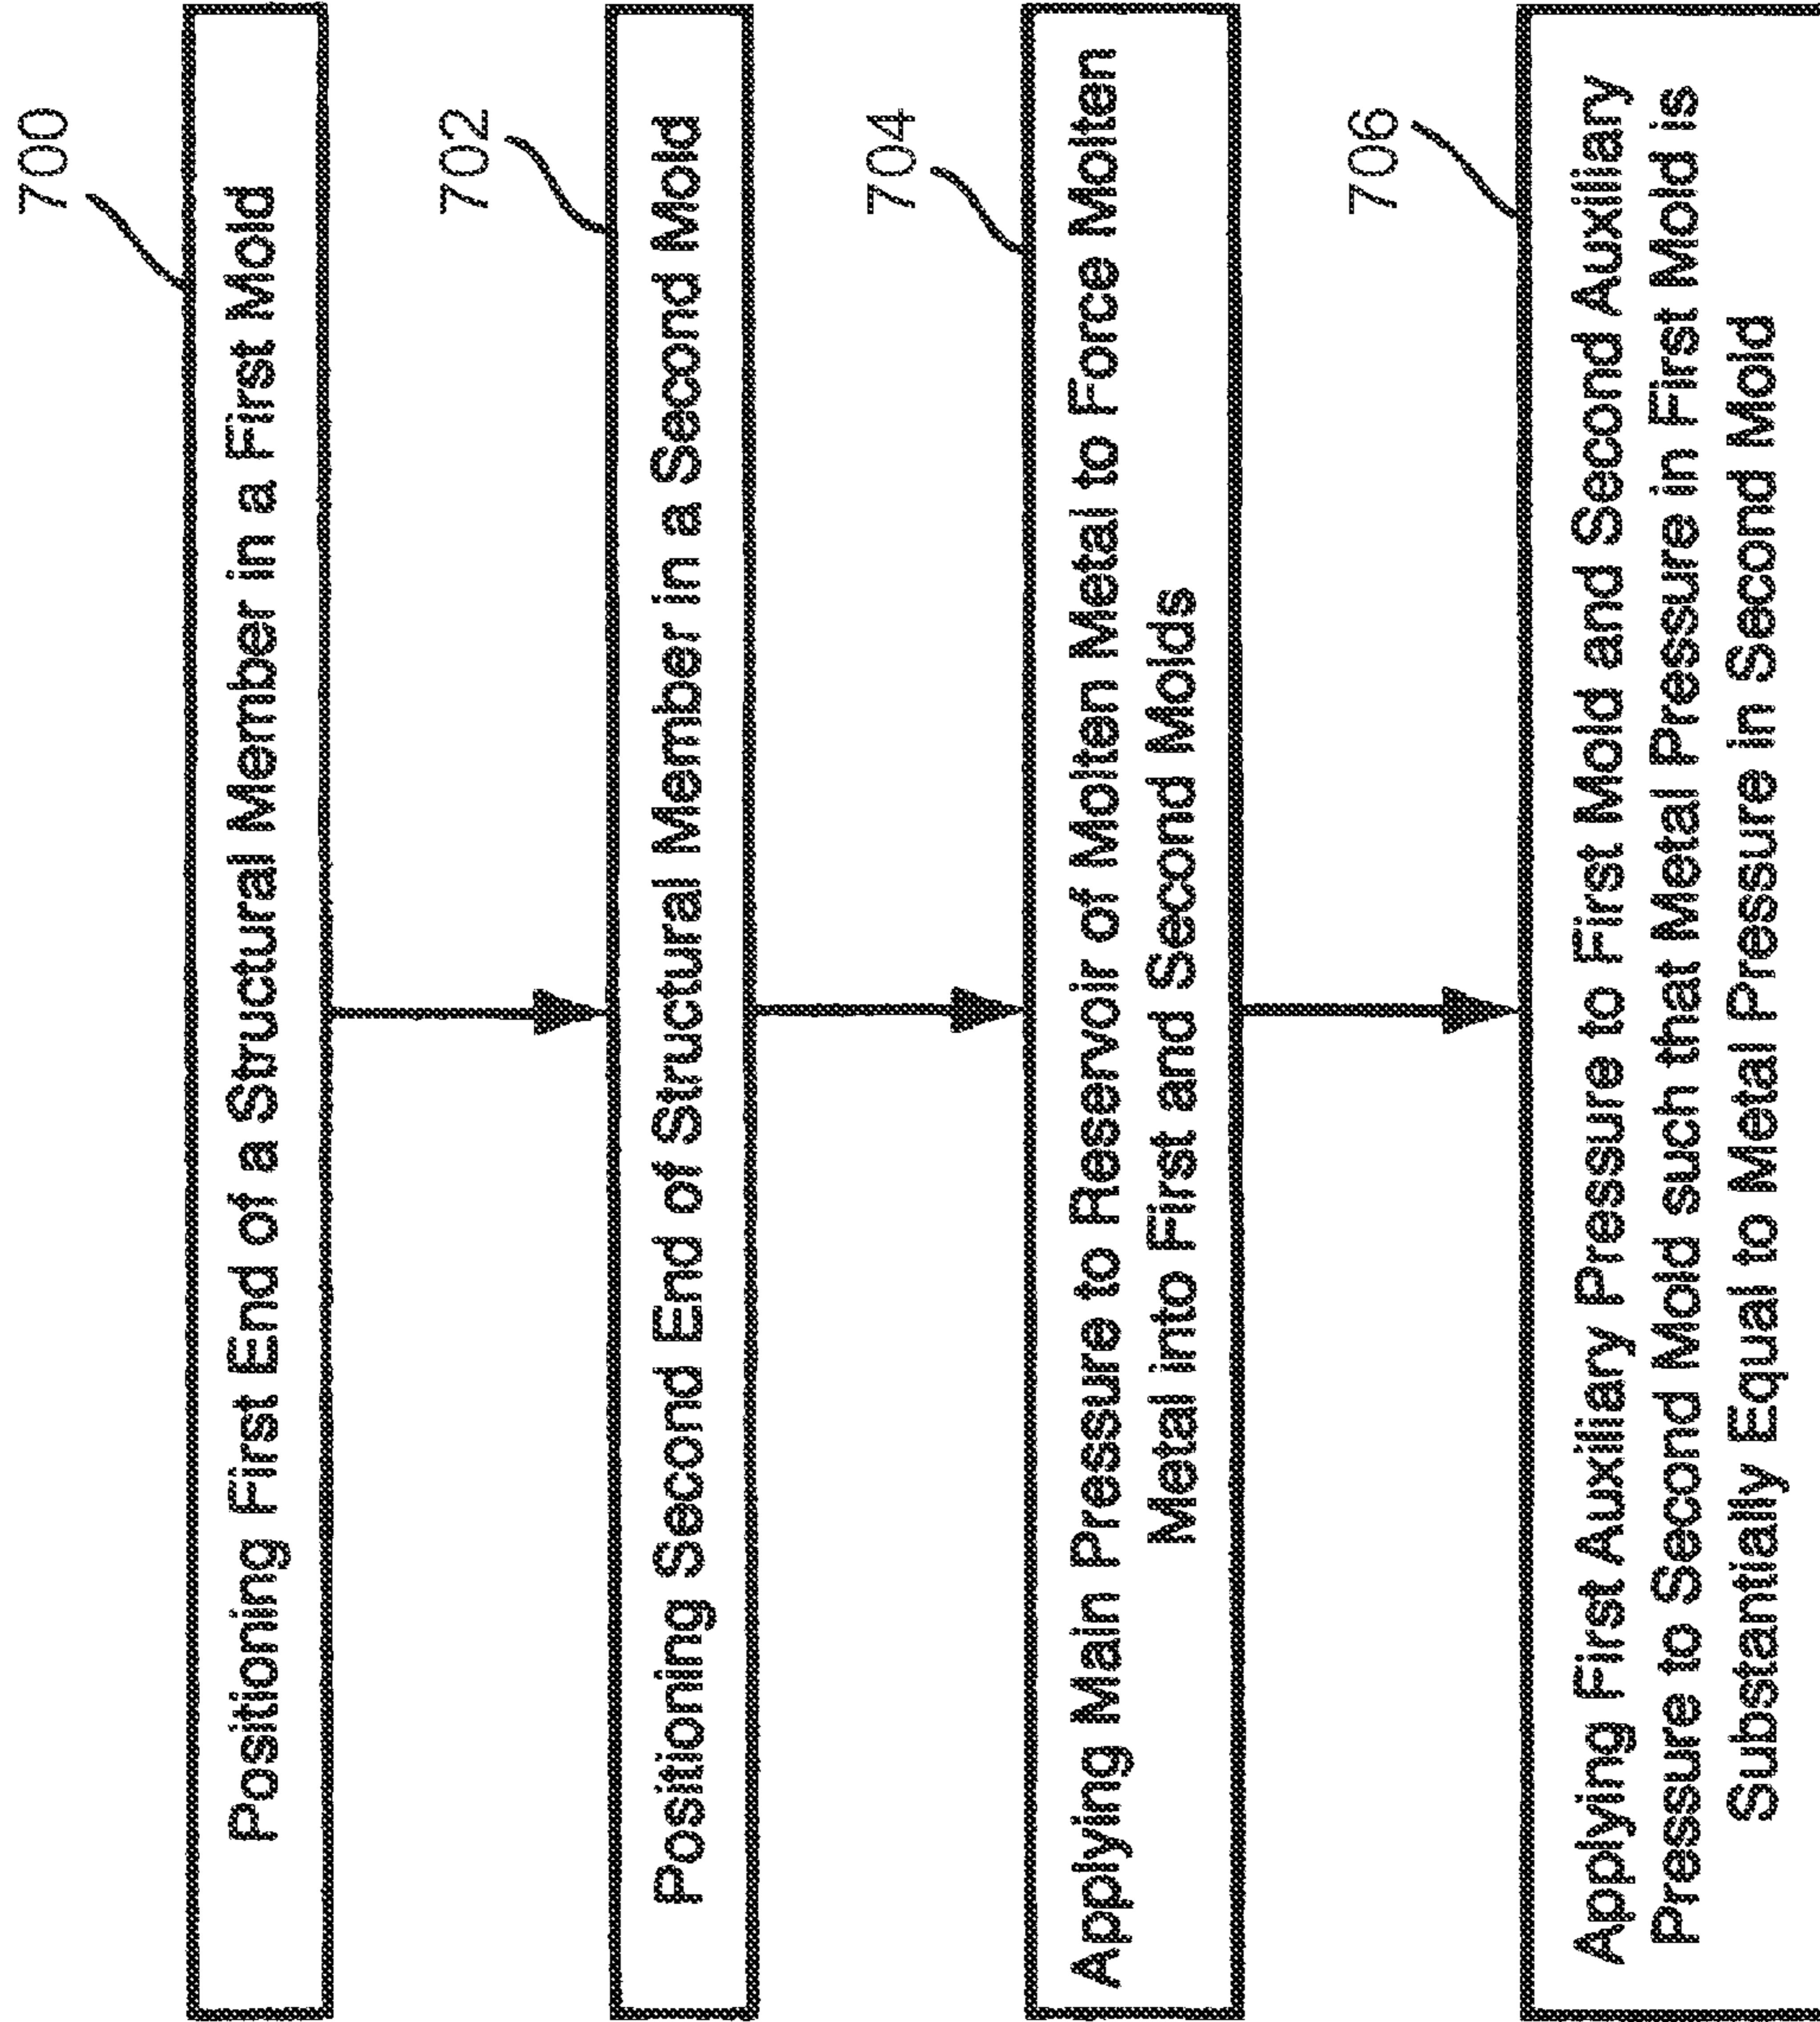 700
Positioning First End of a Structural Member in a First Mold
702
Positioning Second End of Structural Member in a Second Mold
704
Applying Main Pressure to Reservoir of Molten Metal to Force Molten
Metal into First and Second Molds
706
Applying First Auxiliary Pressure to First Mold and Second Auxiliary
Pressure to Second Mold such that Metal Pressure in First Mold is
Substantially Equal to Metal Pressure in Second Mold